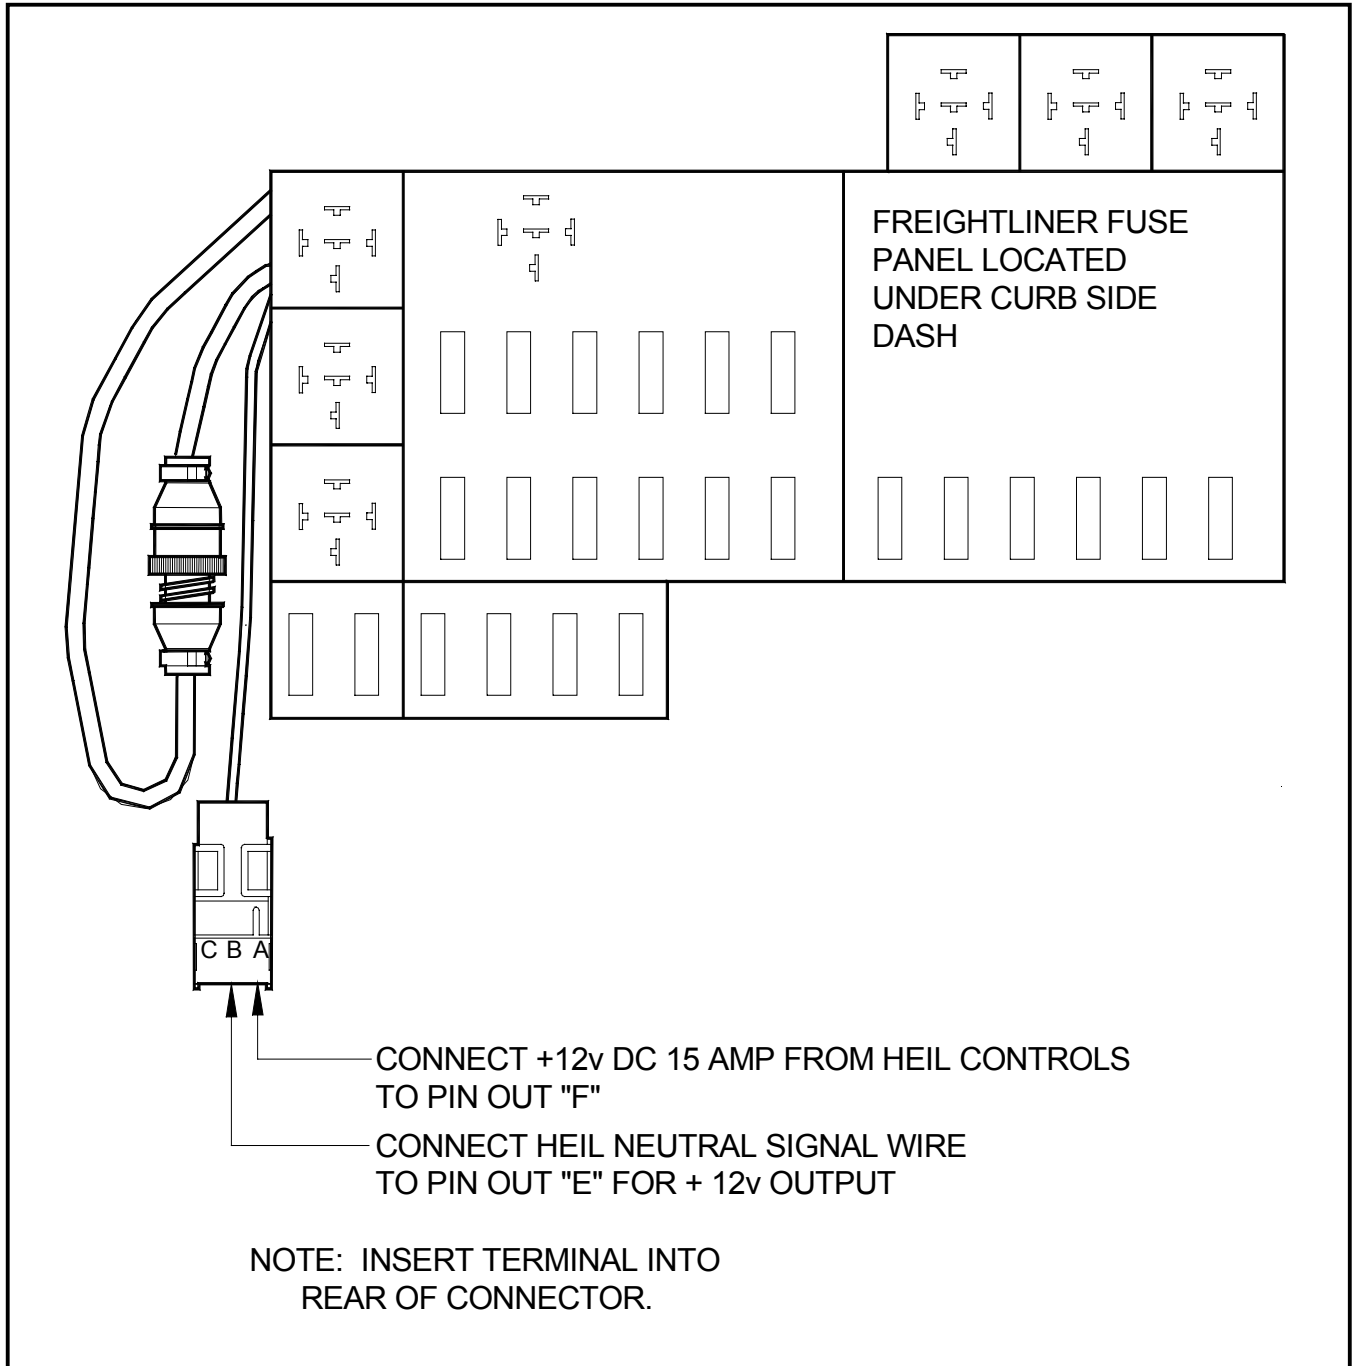 FREIGHTLINER FUSE
PANEL LOCATED
UNDER CURB SIDE
DASH
C B A
CONNECT +12v DC 15 AMP FROM HEIL CONTROLS
TO PIN OUT "F"
CONNECT HEIL NEUTRAL SIGNAL WIRE
TO PIN OUT "E" FOR + 12v OUTPUT
NOTE: INSERT TERMINAL INTO
REAR OF CONNECTOR.